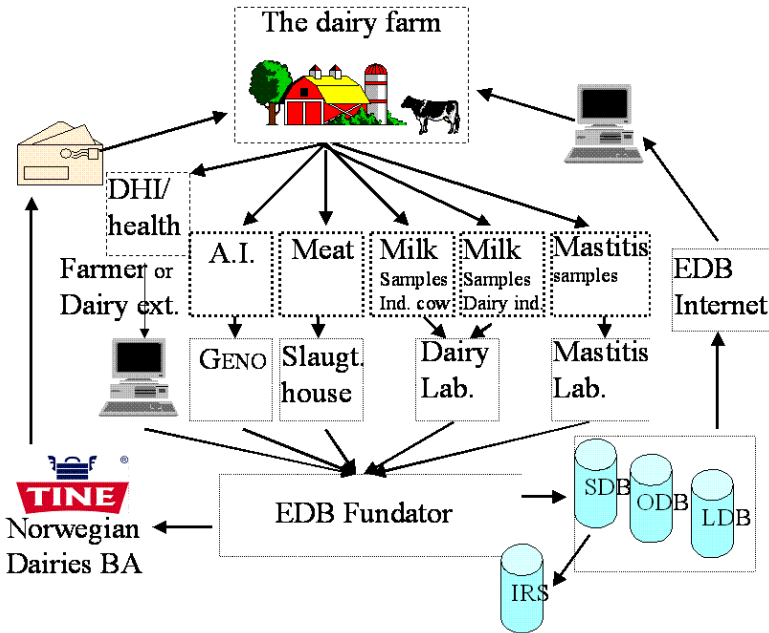 The dairy farm
DHI/
health
A.I.
Meat
Milk
Samples
Ind. cow
Milk
Samples
Dairy ind.
Mastitis
samples
EDB
Internet
Farmer or
Dairy ext.
GENO
Slaugt.
house
Dairy
Lab.
Mastitis
Lab.
TINE
®
Norwegian
Dairies BA
EDB Fundator
SDB
ODB
LDB
IRS